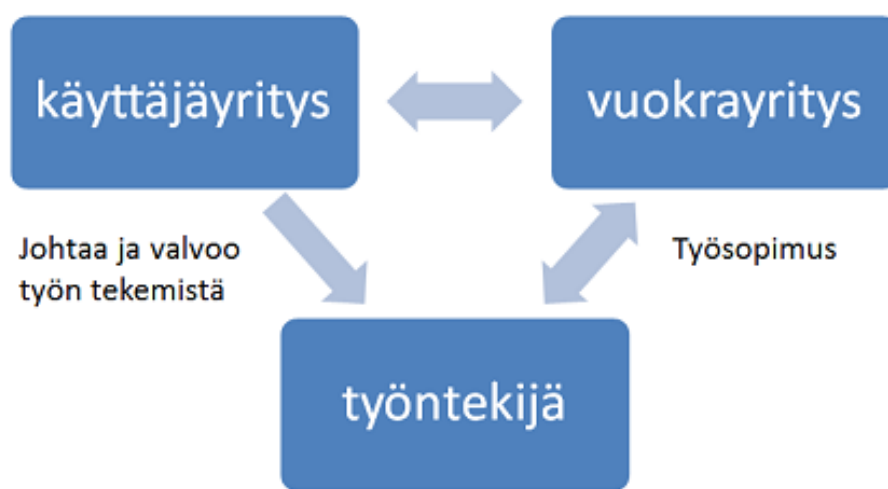 käyttäjäyritys
vuokrayritys
Johtaa ja valvoo
työn tekemistä
Työsopimus
työntekijä